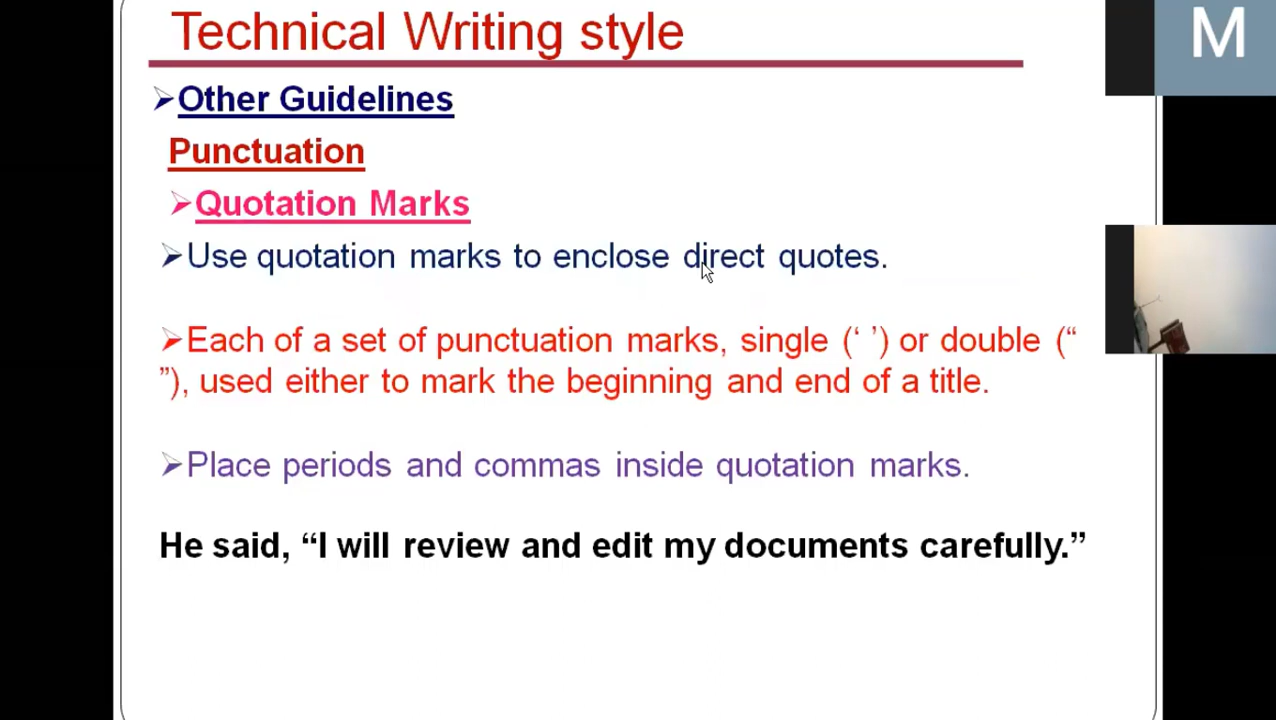 Technical Writing style
M
➢Other Guidelines
Punctuation
➢Quotation Marks
➢Use quotation marks to enclose direct quotes.
➢Each of a set of punctuation marks, single (‘ ’) or double (“
”), used either to mark the beginning and end of a title.
➢Place periods and commas inside quotation marks.
He said, “I will review and edit my documents carefully.”